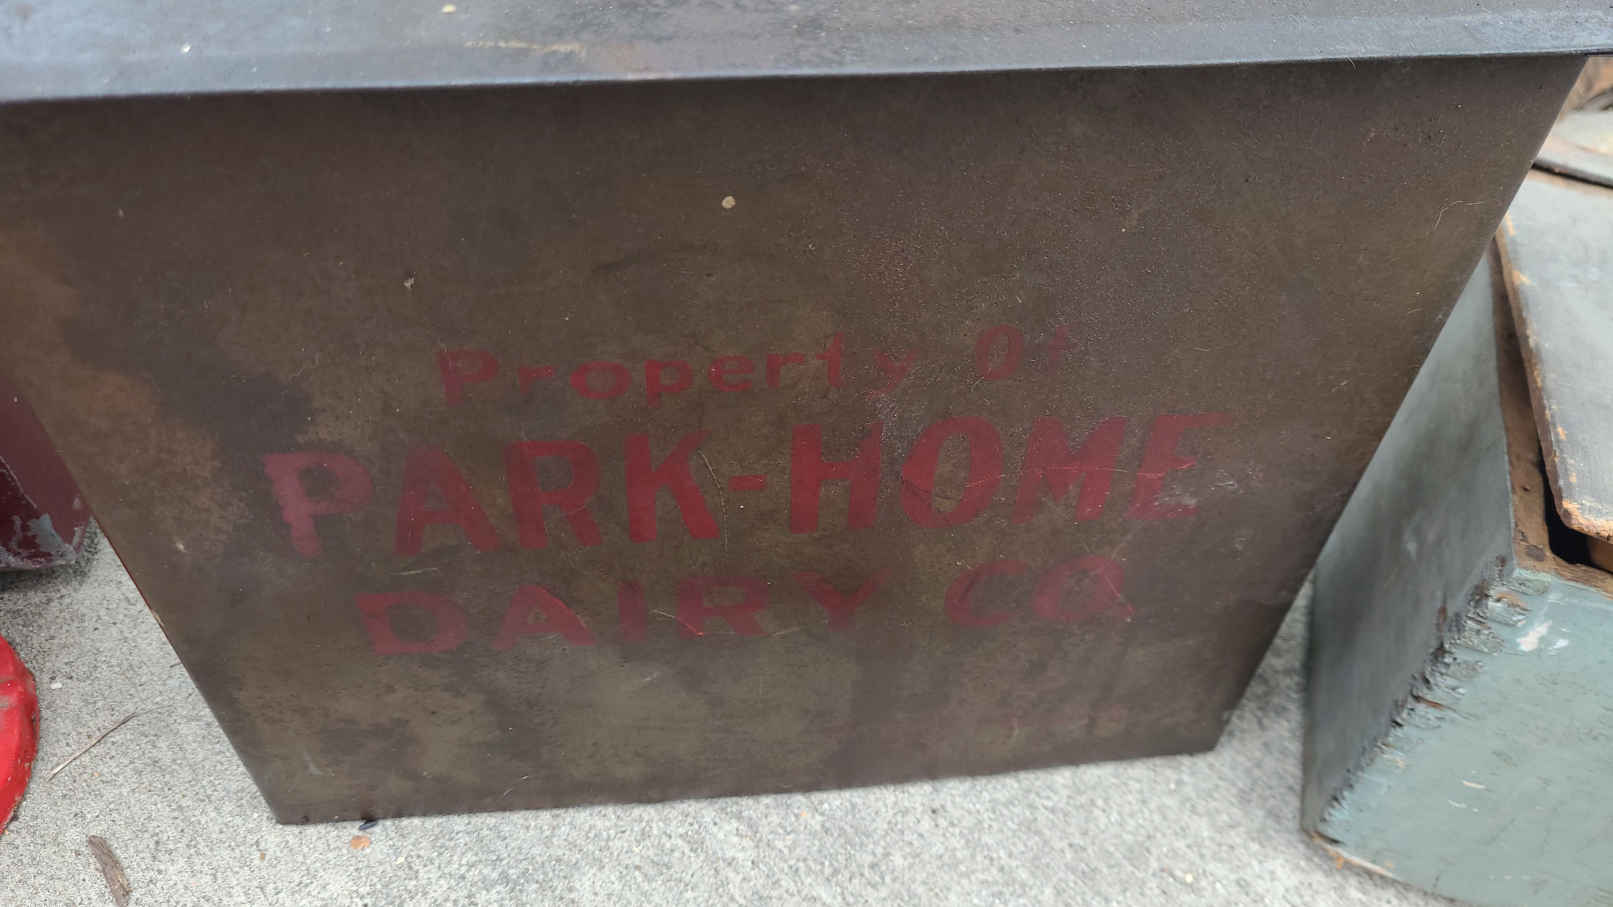 Property Of
PARK-HOME
DAIRY CO